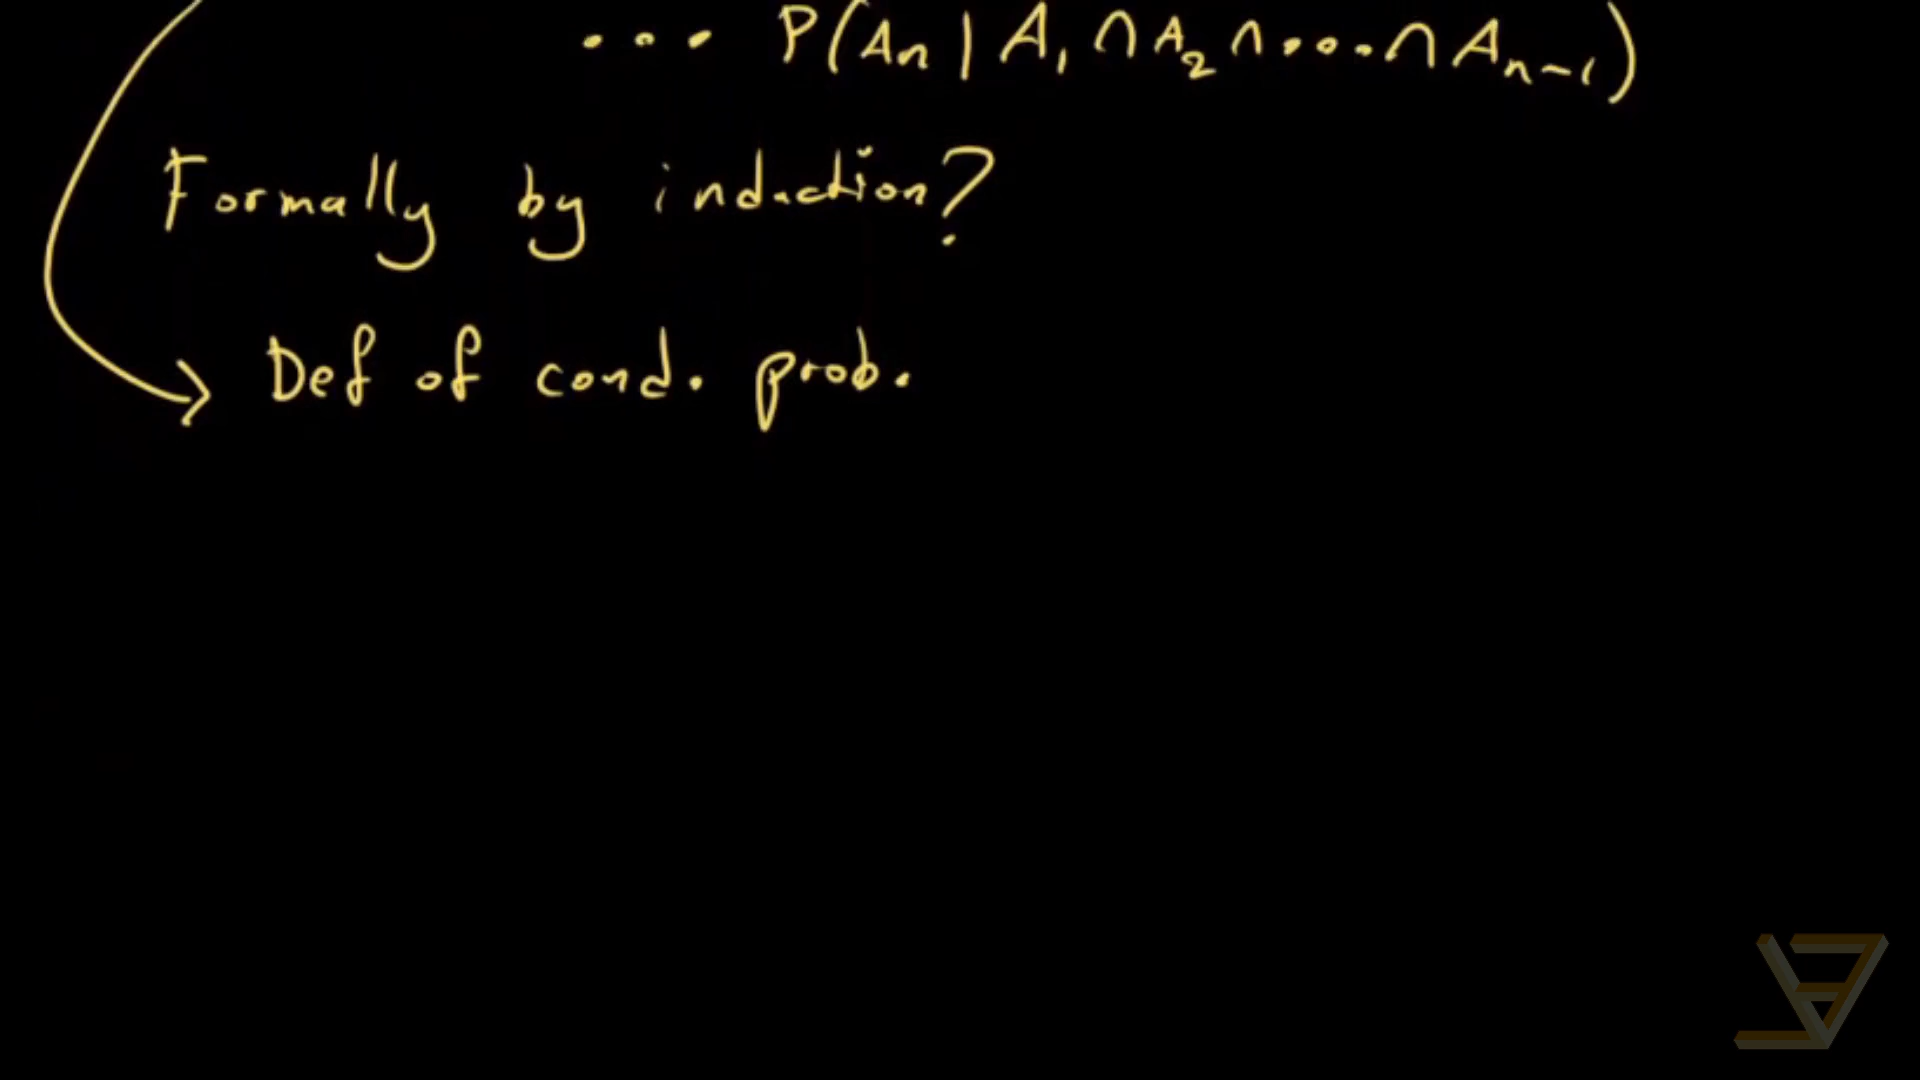 ... P(An | A₁ ∩ A₂ ∩ ... ∩ Aₙ₋₁)
Formally by induction?
Def of cond. prob.